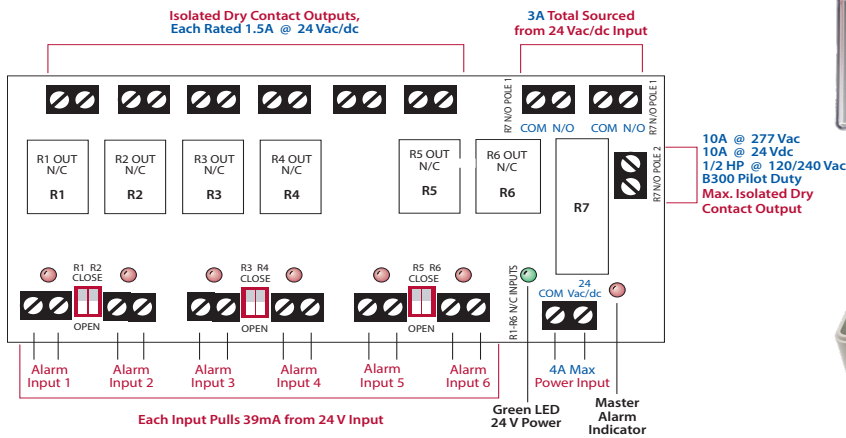 Isolated Dry Contact Outputs,
Each Rated 1.5A @ 24 Vac/dc
3A Total Sourced
from 24 Vac/dc Input
R7 N/O POLE 1
COM N/O
COM N/O
R7 N/O POLE 1
R1 OUT
N/C
R1
R2 OUT
N/C
R2
R3 OUT
N/C
R3
R4 OUT
N/C
R4
R5 OUT
N/C
R5
R6 OUT
N/C
R6
R7
R7 N/O POLE 2
10A @ 277 Vac
10A @ 24 Vdc
1/2 HP @ 120/240 Vac
B300 Pilot Duty
Max. Isolated Dry
Contact Output
R1 R2
CLOSE
OPEN
R3 R4
CLOSE
OPEN
R5 R6
CLOSE
OPEN
R1-R6 N/C INPUTS
24
COM Vac/dc
Alarm
Input 1
Alarm
Input 2
Alarm
Input 3
Alarm
Input 4
Alarm
Input 5
Alarm
Input 6
4A Max
Power Input
Each Input Pulls 39mA from 24 V Input
Green LED
24 V Power
Master
Alarm
Indicator